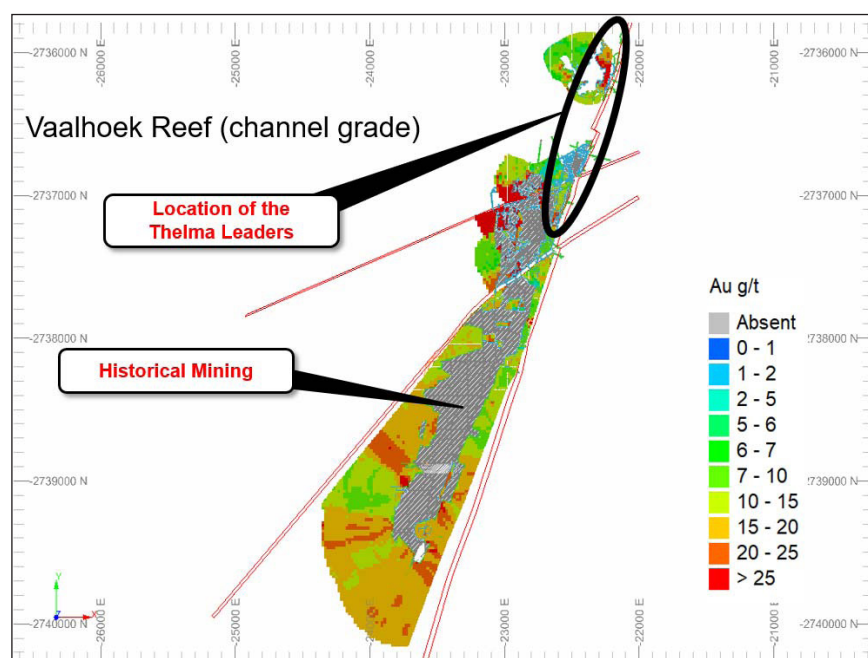 -26000 E
-25000 E
-24000 E
-23000 E
-22000 E
-21000 E
-2736000 N
-2736000 N
Vaalhoek Reef (channel grade)
-2737000 N
-2737000 N
Location of the
Thelma Leaders
Au g/t
Absent
0 - 1
1 - 2
2 - 5
5 - 6
6 - 7
7 - 10
10 - 15
15 - 20
20 - 25
> 25
-2738000 N
-2738000 N
Historical Mining
-2739000 N
-2739000 N
Y
Z
X
-2740000 N
-2740000 N
-26000 E
-25000 E
-24000 E
-23000 E
-22000 E
-21000 E